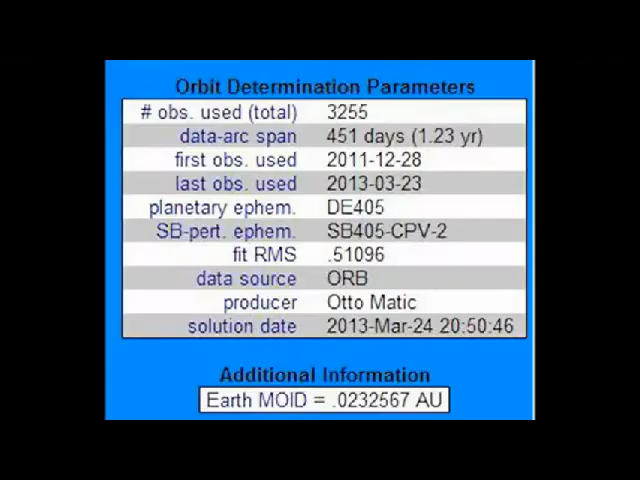 Orbit Determination Parameters
# obs. used (total) 3255
data-arc span 451 days (1.23 yr)
first obs. used 2011-12-28
last obs. used 2013-03-23
planetary ephem. DE405
SB-pert. ephem. SB405-CPV-2
fit RMS .51096
data source ORB
producer Otto Matic
solution date 2013-Mar-24 20:50:46
Additional Information
Earth MOID = .0232567 AU